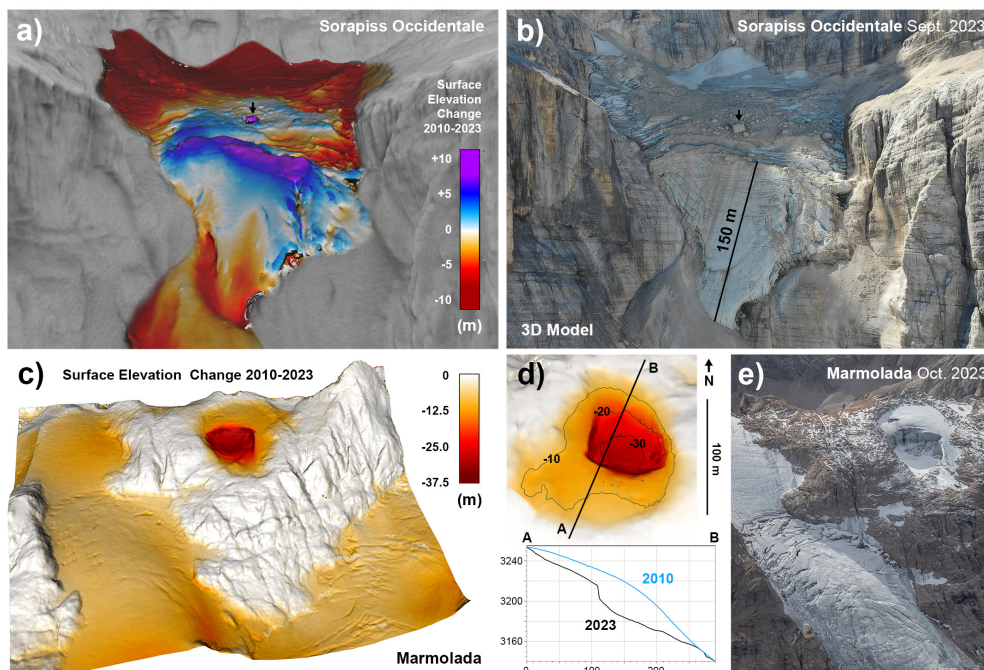 a)
Sorapiss Occidentale
Surface
Elevation
Change
2010-2023
+10
+5
0
-5
-10
(m)
b)
Sorapiss Occidentale Sept. 2023
150 m
3D Model
c)
Surface Elevation Change 2010-2023
0
-12.5
-25.0
-37.5
(m)
Marmolada
d)
B
N
-20
-30
-10
100 m
A
A
B
3240
3200
3160
2010
2023
0
100
200
e)
Marmolada Oct. 2023